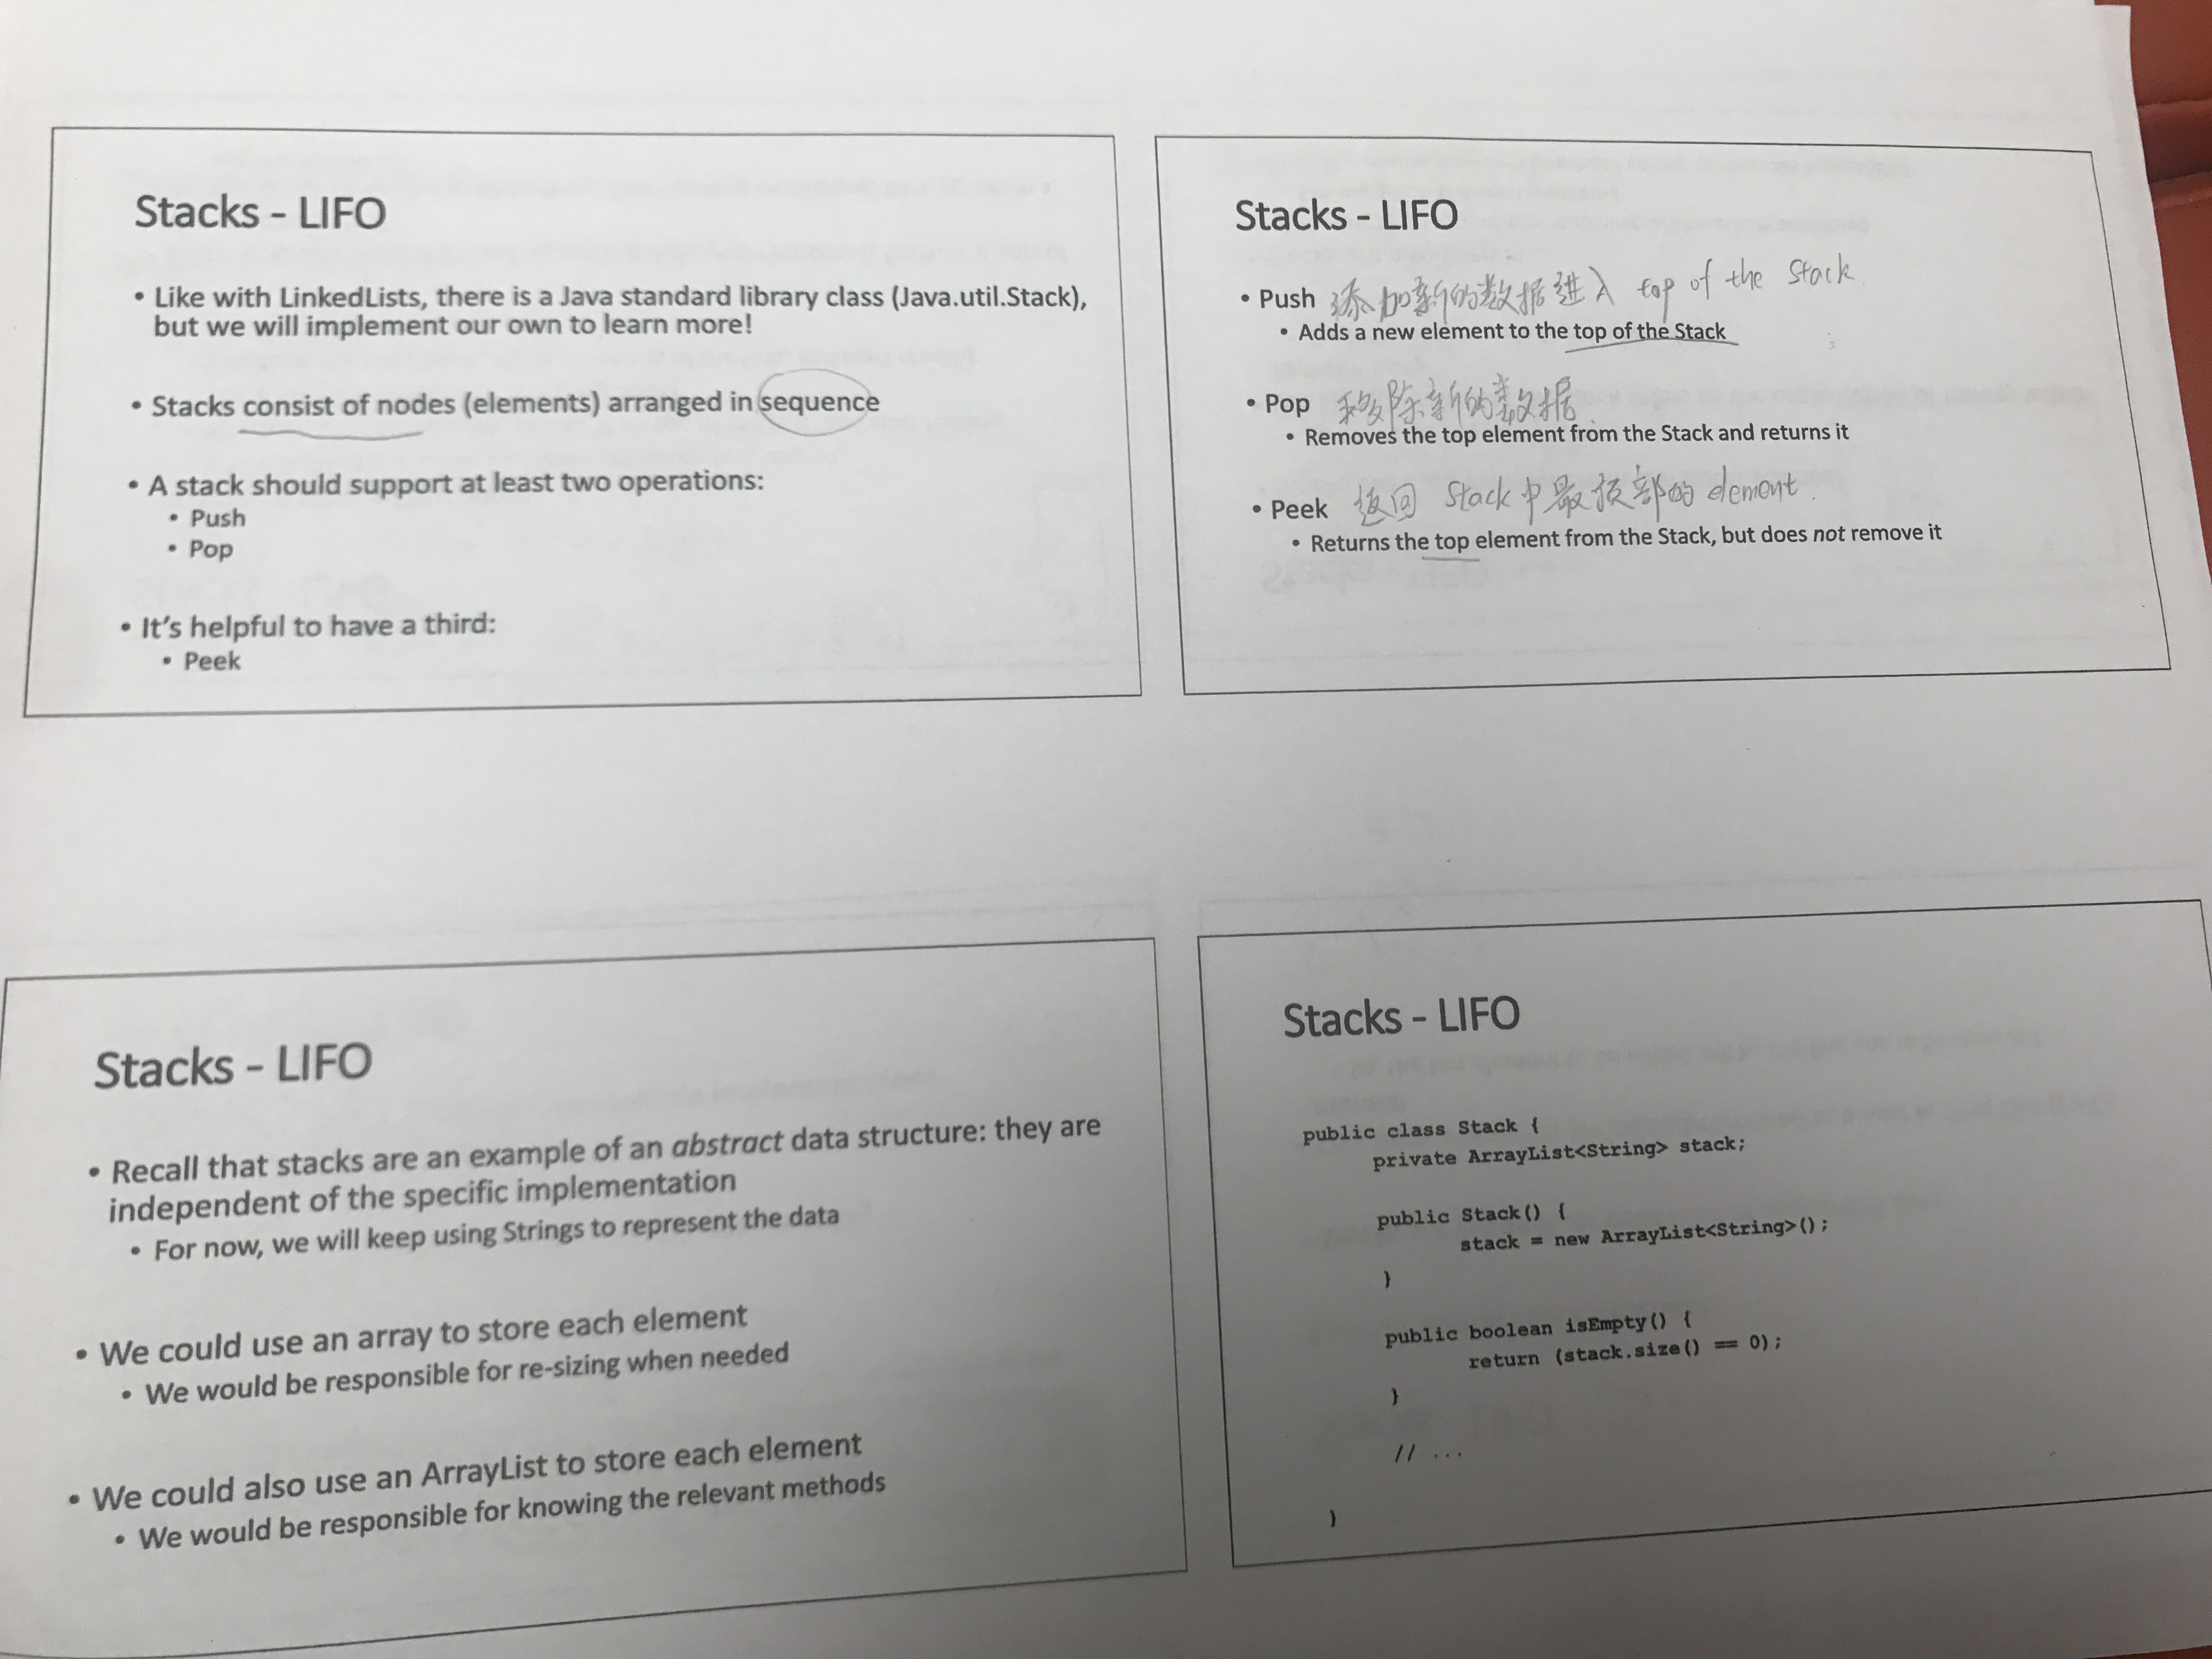 Stacks – LIFO
• Like with LinkedLists, there is a Java standard library class (Java.util.Stack),
but we will implement our own to learn more!
• Stacks consist of nodes (elements) arranged in sequence
• A stack should support at least two operations:
• Push
• Pop
• It's helpful to have a third:
• Peek
Stacks – LIFO
• Push 添加新的数据进入 top of the Stack.
• Adds a new element to the top of the Stack
• Pop 移除新的数据.
• Removes the top element from the Stack and returns it
• Peek 返回 Stack 中最顶部的 element.
• Returns the top element from the Stack, but does not remove it
Stacks – LIFO
• Recall that stacks are an example of an abstract data structure: they are
independent of the specific implementation
• For now, we will keep using Strings to represent the data
• We could use an array to store each element
• We would be responsible for re-sizing when needed
• We could also use an ArrayList to store each element
• We would be responsible for knowing the relevant methods
Stacks – LIFO
public class Stack {
private ArrayList<String> stack;
public Stack() {
stack = new ArrayList<String>();
}
public boolean isEmpty() {
return (stack.size() == 0);
}
// ...
}